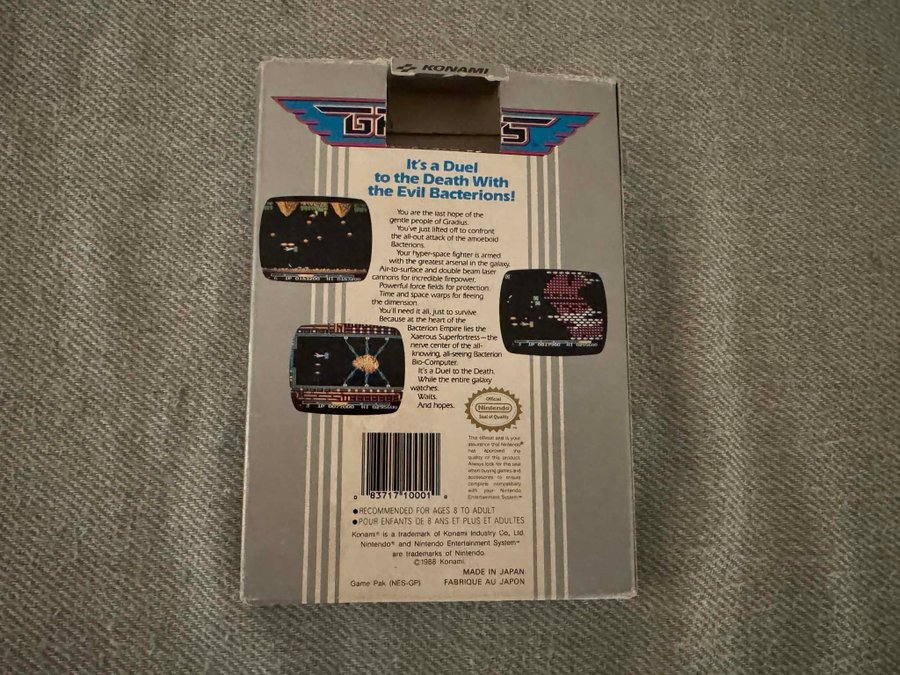 KONAMI
It's a Duel
to the Death With
the Evil Bacterions!
You are the last hope of the
gentle people of Gradius.
You've just lifted off to confront
the all-out attack of the amoeboid
Bacterions.
Your hyper-space fighter is armed
with the greatest arsenal in the galaxy.
Air-to-surface and double beam laser
cannons for incredible firepower.
Powerful force fields for protection.
Time and space warps for fleeing
the dimension.
You'll need it all, just to survive.
Because at the heart of the
Bacterion Empire lies the
Xaerous Superfortress—the
nerve center of the all-
knowing, all-seeing Bacterion
Bio-Computer.
It's a Duel to the Death.
While the entire galaxy
watches.
Waits.
And hopes.
Official
Nintendo
Seal of Quality
This official seal is your
assurance that Nintendo®
has approved the
quality of this product.
Always look for this seal
when buying games and
accessories to ensure
complete compatibility
with your Nintendo
Entertainment System™
0 83717 10001
●RECOMMENDED FOR AGES 8 TO ADULT
●POUR ENFANTS DE 8 ANS ET PLUS ET ADULTES
Konami® is a trademark of Konami Industry Co., Ltd.
Nintendo® and Nintendo Entertainment System™
are trademarks of Nintendo.
©1988 Konami.
MADE IN JAPAN
Game Pak (NES-GP) FABRIQUE AU JAPON